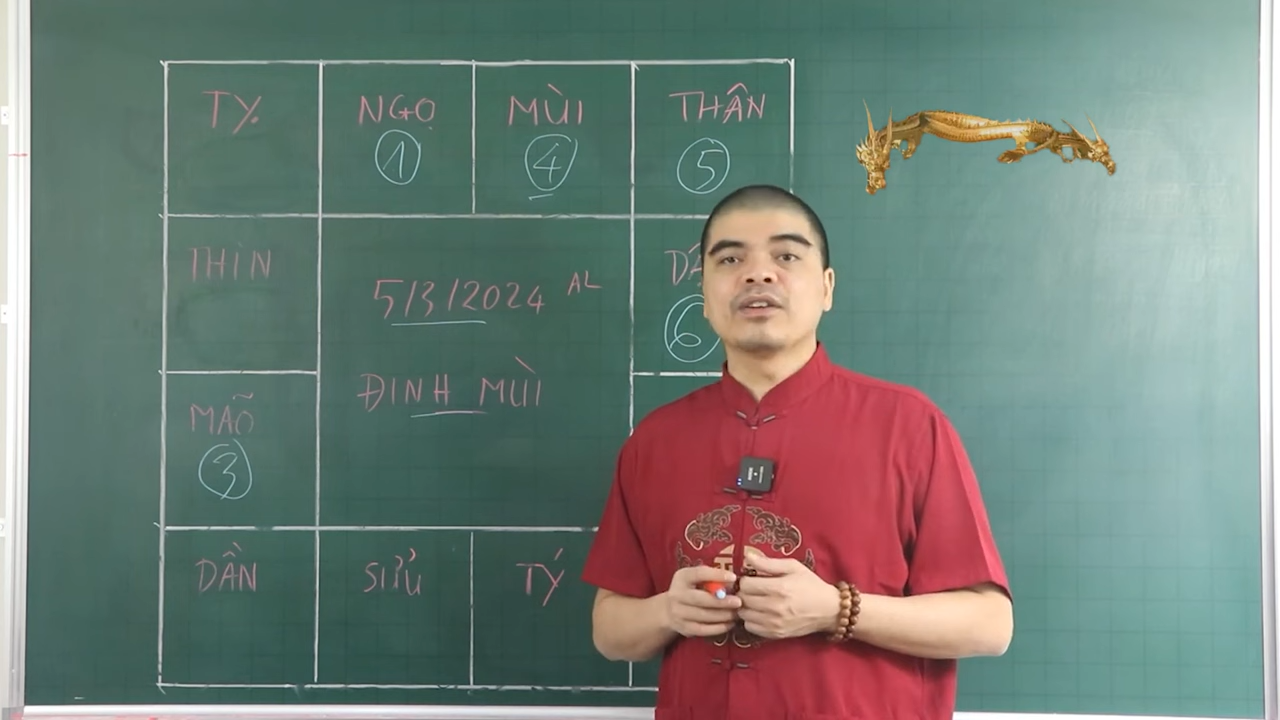 TỴ NGỌ MÙI THÂN
① ④ ⑤
THÌN
5/3/2024 AL
⑥
ĐINH MÙI
MÃO
③
DẦN SỬU TÝ